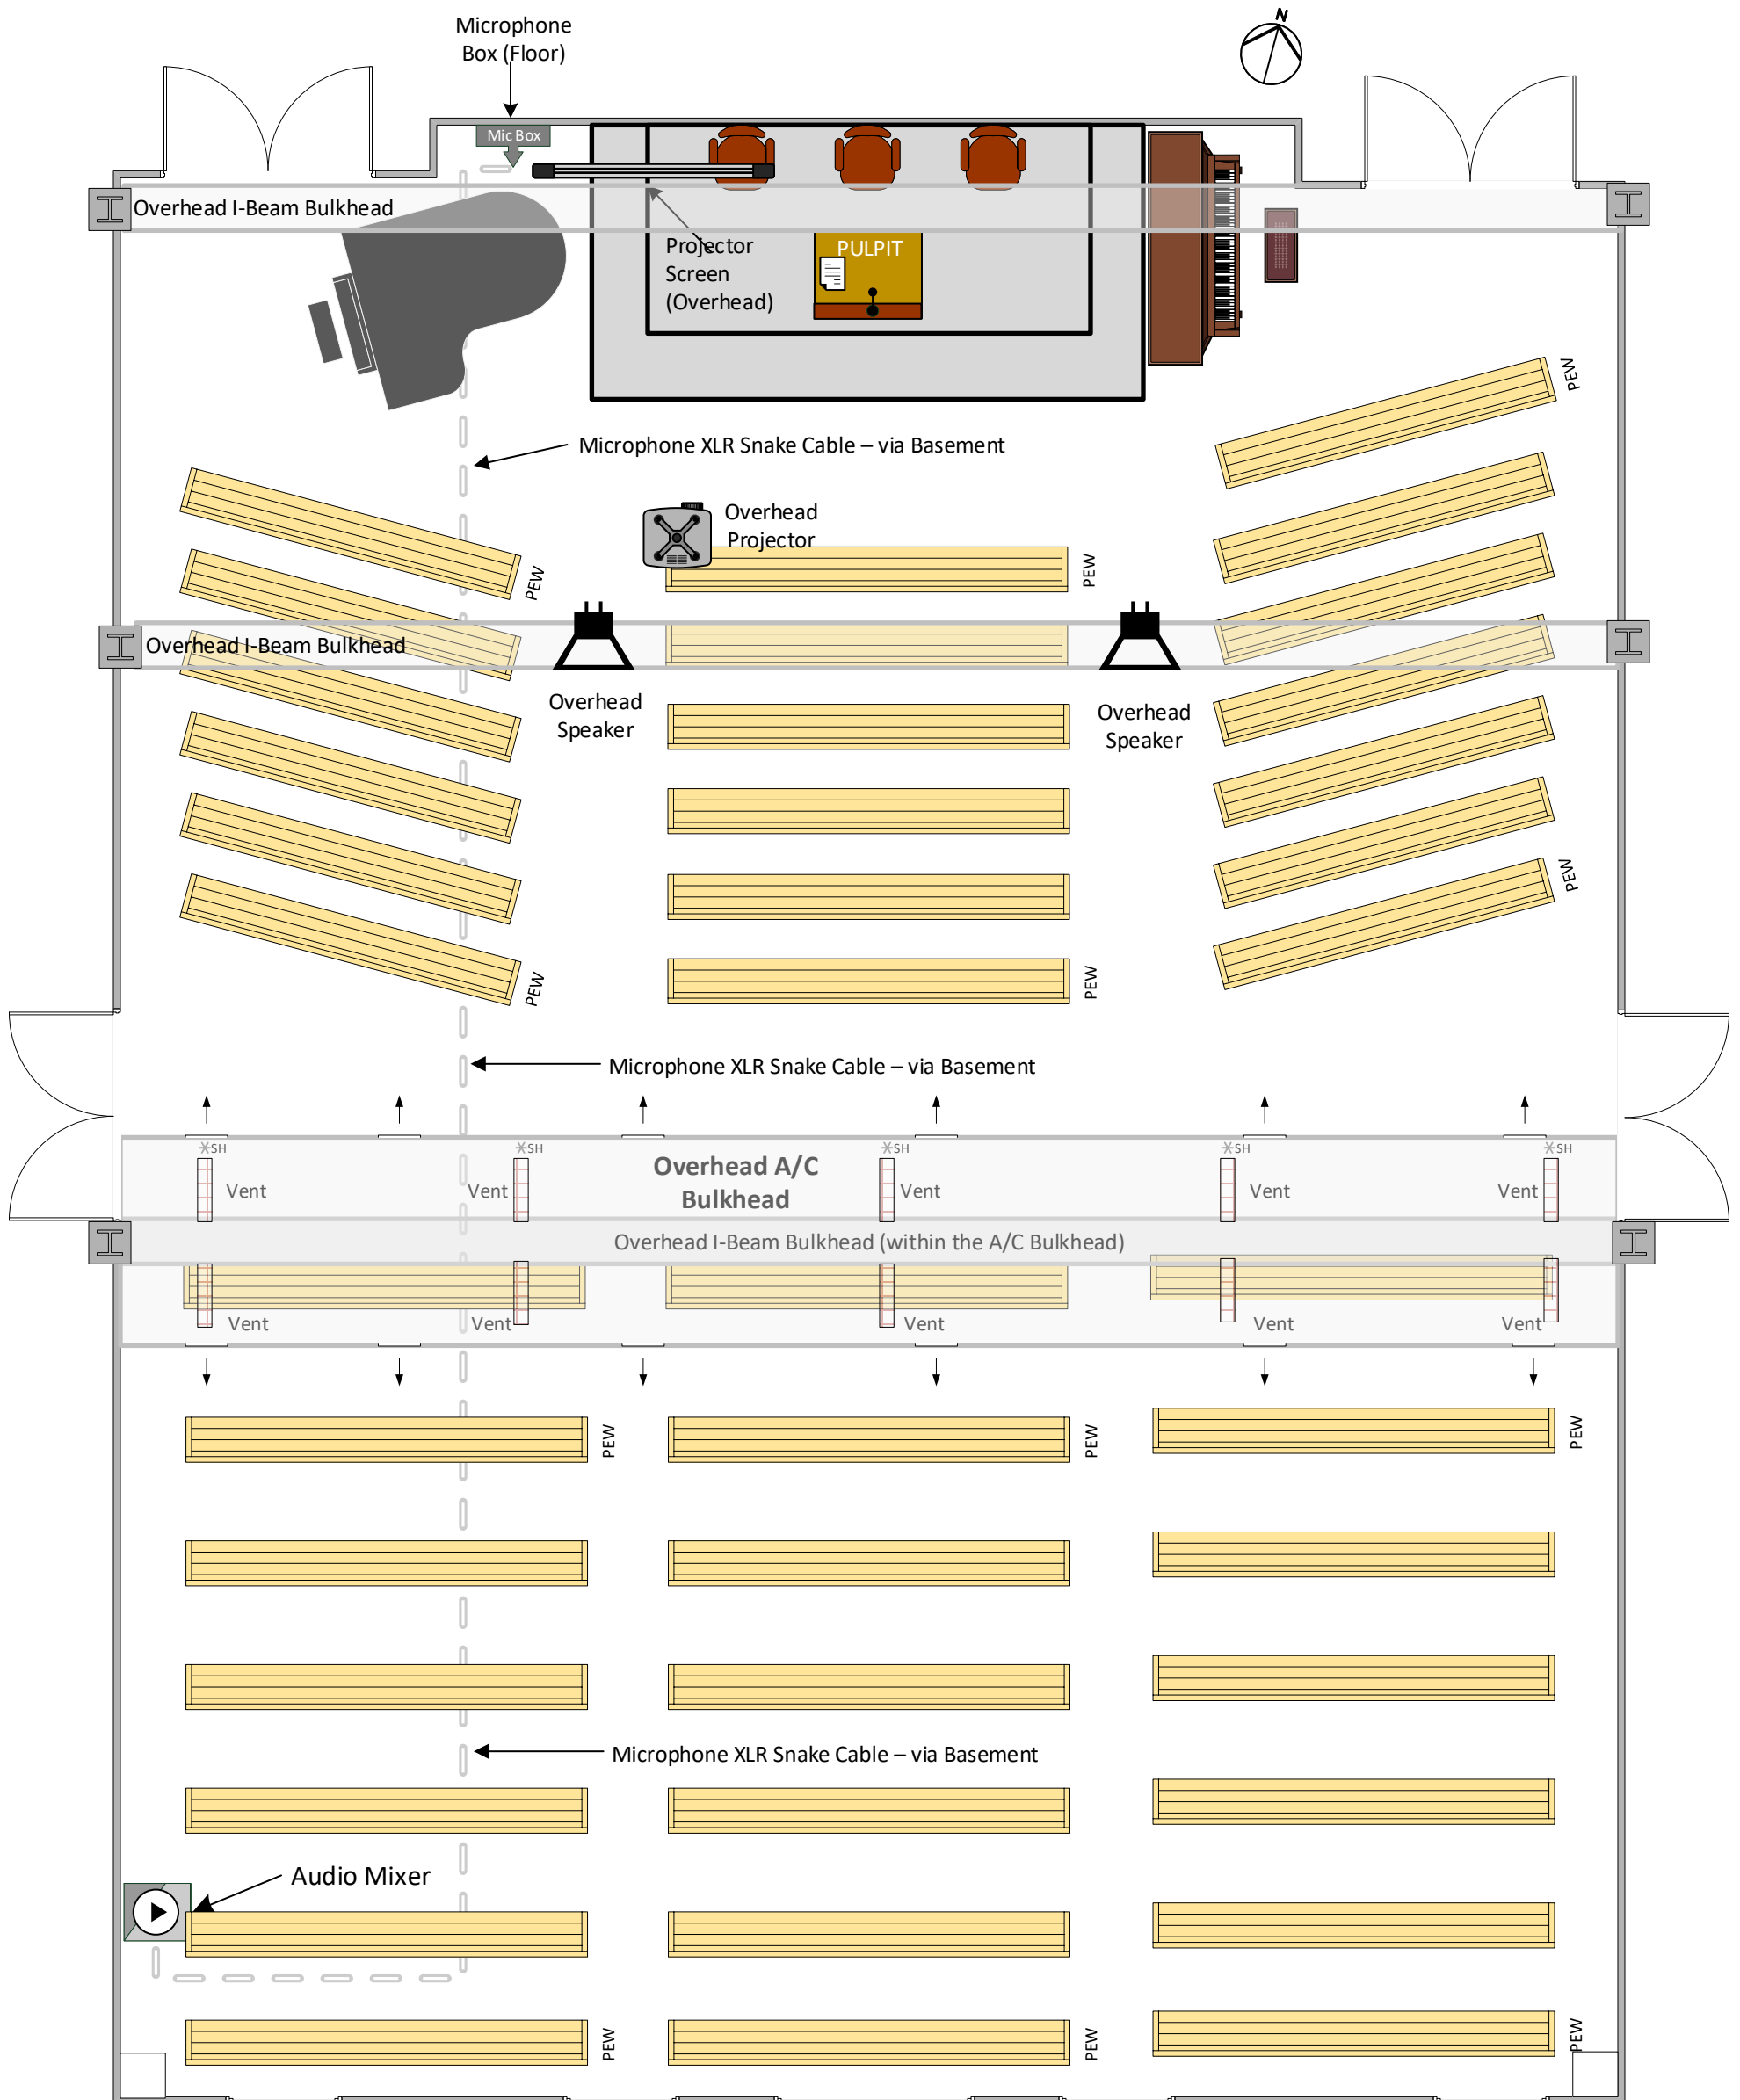 Microphone
Box (Floor)
N
Mic Box
Overhead I-Beam Bulkhead
Projector
Screen
(Overhead)
PULPIT
PEW
Microphone XLR Snake Cable – via Basement
Overhead
Projector
PEW
PEW
Overhead I-Beam Bulkhead
Overhead
Speaker
Overhead
Speaker
PEW
PEW
PEW
Microphone XLR Snake Cable – via Basement
SH
SH
SH
SH
SH
Overhead A/C
Bulkhead
Vent
Vent
Vent
Vent
Vent
Overhead I-Beam Bulkhead (within the A/C Bulkhead)
Vent
Vent
Vent
Vent
Vent
PEW
PEW
PEW
Microphone XLR Snake Cable – via Basement
Audio Mixer
PEW
PEW
PEW